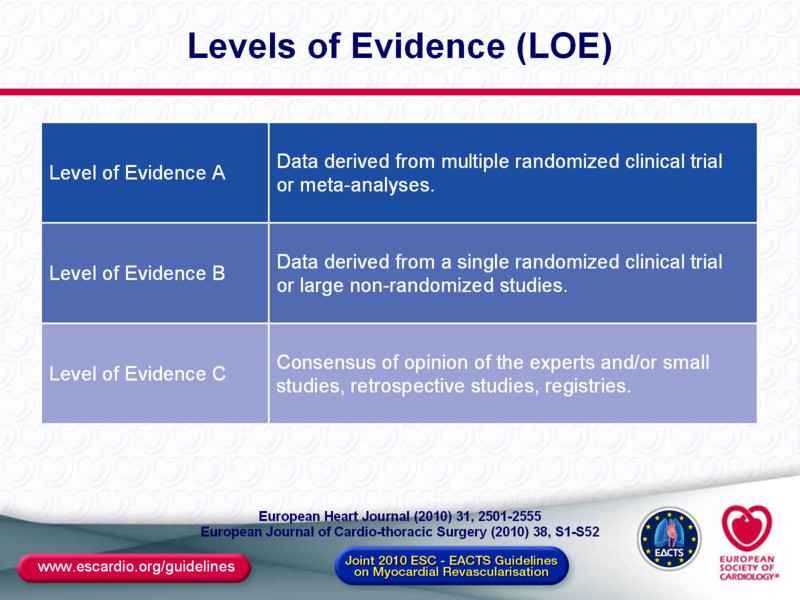 Levels of Evidence (LOE)
Level of Evidence A
Data derived from multiple randomized clinical trial
or meta-analyses.
Level of Evidence B
Data derived from a single randomized clinical trial
or large non-randomized studies.
Level of Evidence C
Consensus of opinion of the experts and/or small
studies, retrospective studies, registries.
European Heart Journal (2010) 31, 2501-2555
European Journal of Cardio-thoracic Surgery (2010) 38, S1-S52
www.escardio.org/guidelines
Joint 2010 ESC - EACTS Guidelines
on Myocardial Revascularisation
EACTS
EUROPEAN
SOCIETY OF
CARDIOLOGY®